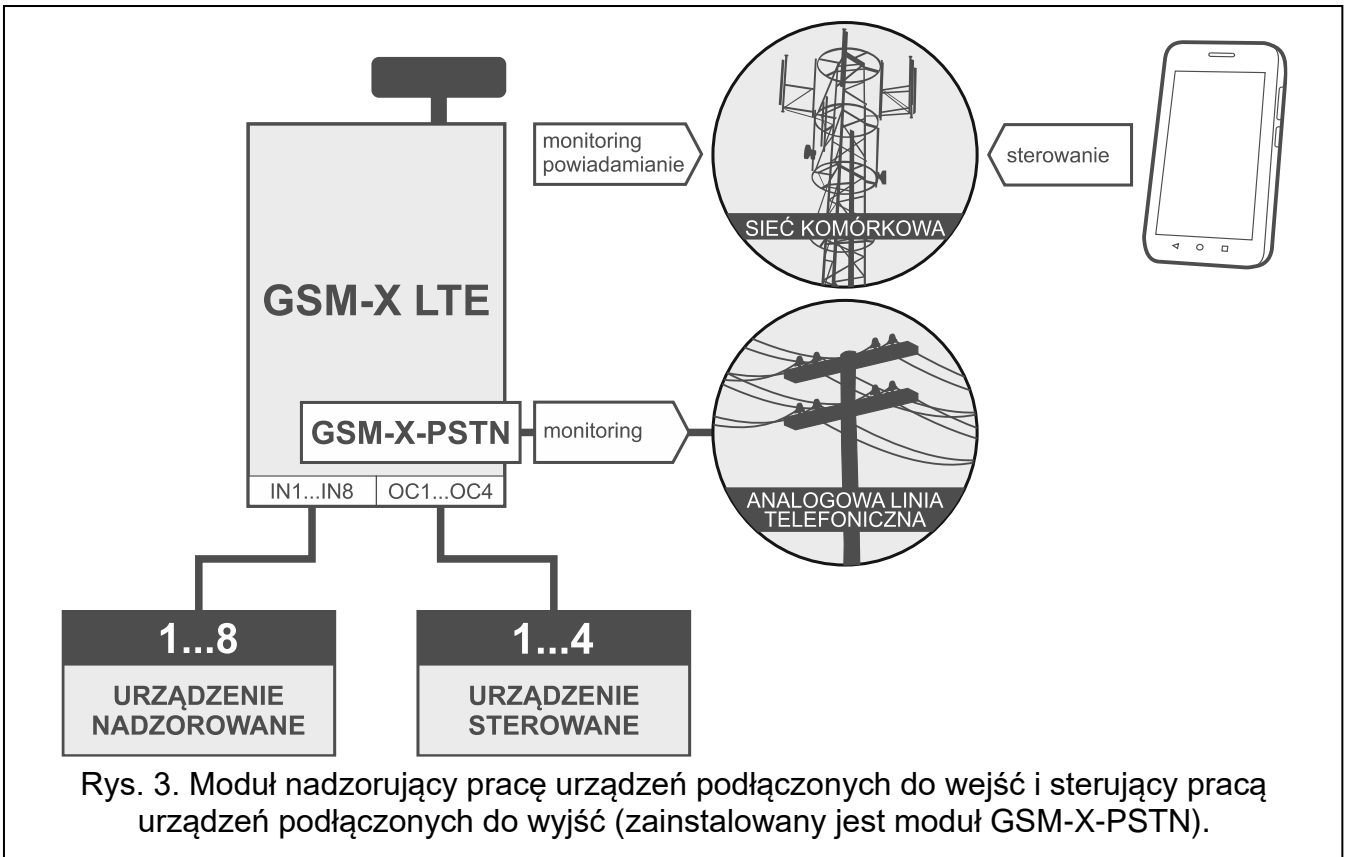 monitoring
powiadamianie
sterowanie
SIEĆ KOMÓRKOWA
GSM-X LTE
GSM-X-PSTN
monitoring
IN1...IN8
OC1...OC4
ANALOGOWA LINIA
TELEFONICZNA
1...8
URZĄDZENIE
NADZOROWANE
1...4
URZĄDZENIE
STEROWANE
Rys. 3. Moduł nadzorujący pracę urządzeń podłączonych do wejść i sterujący pracą
urządzeń podłączonych do wyjść (zainstalowany jest moduł GSM-X-PSTN).